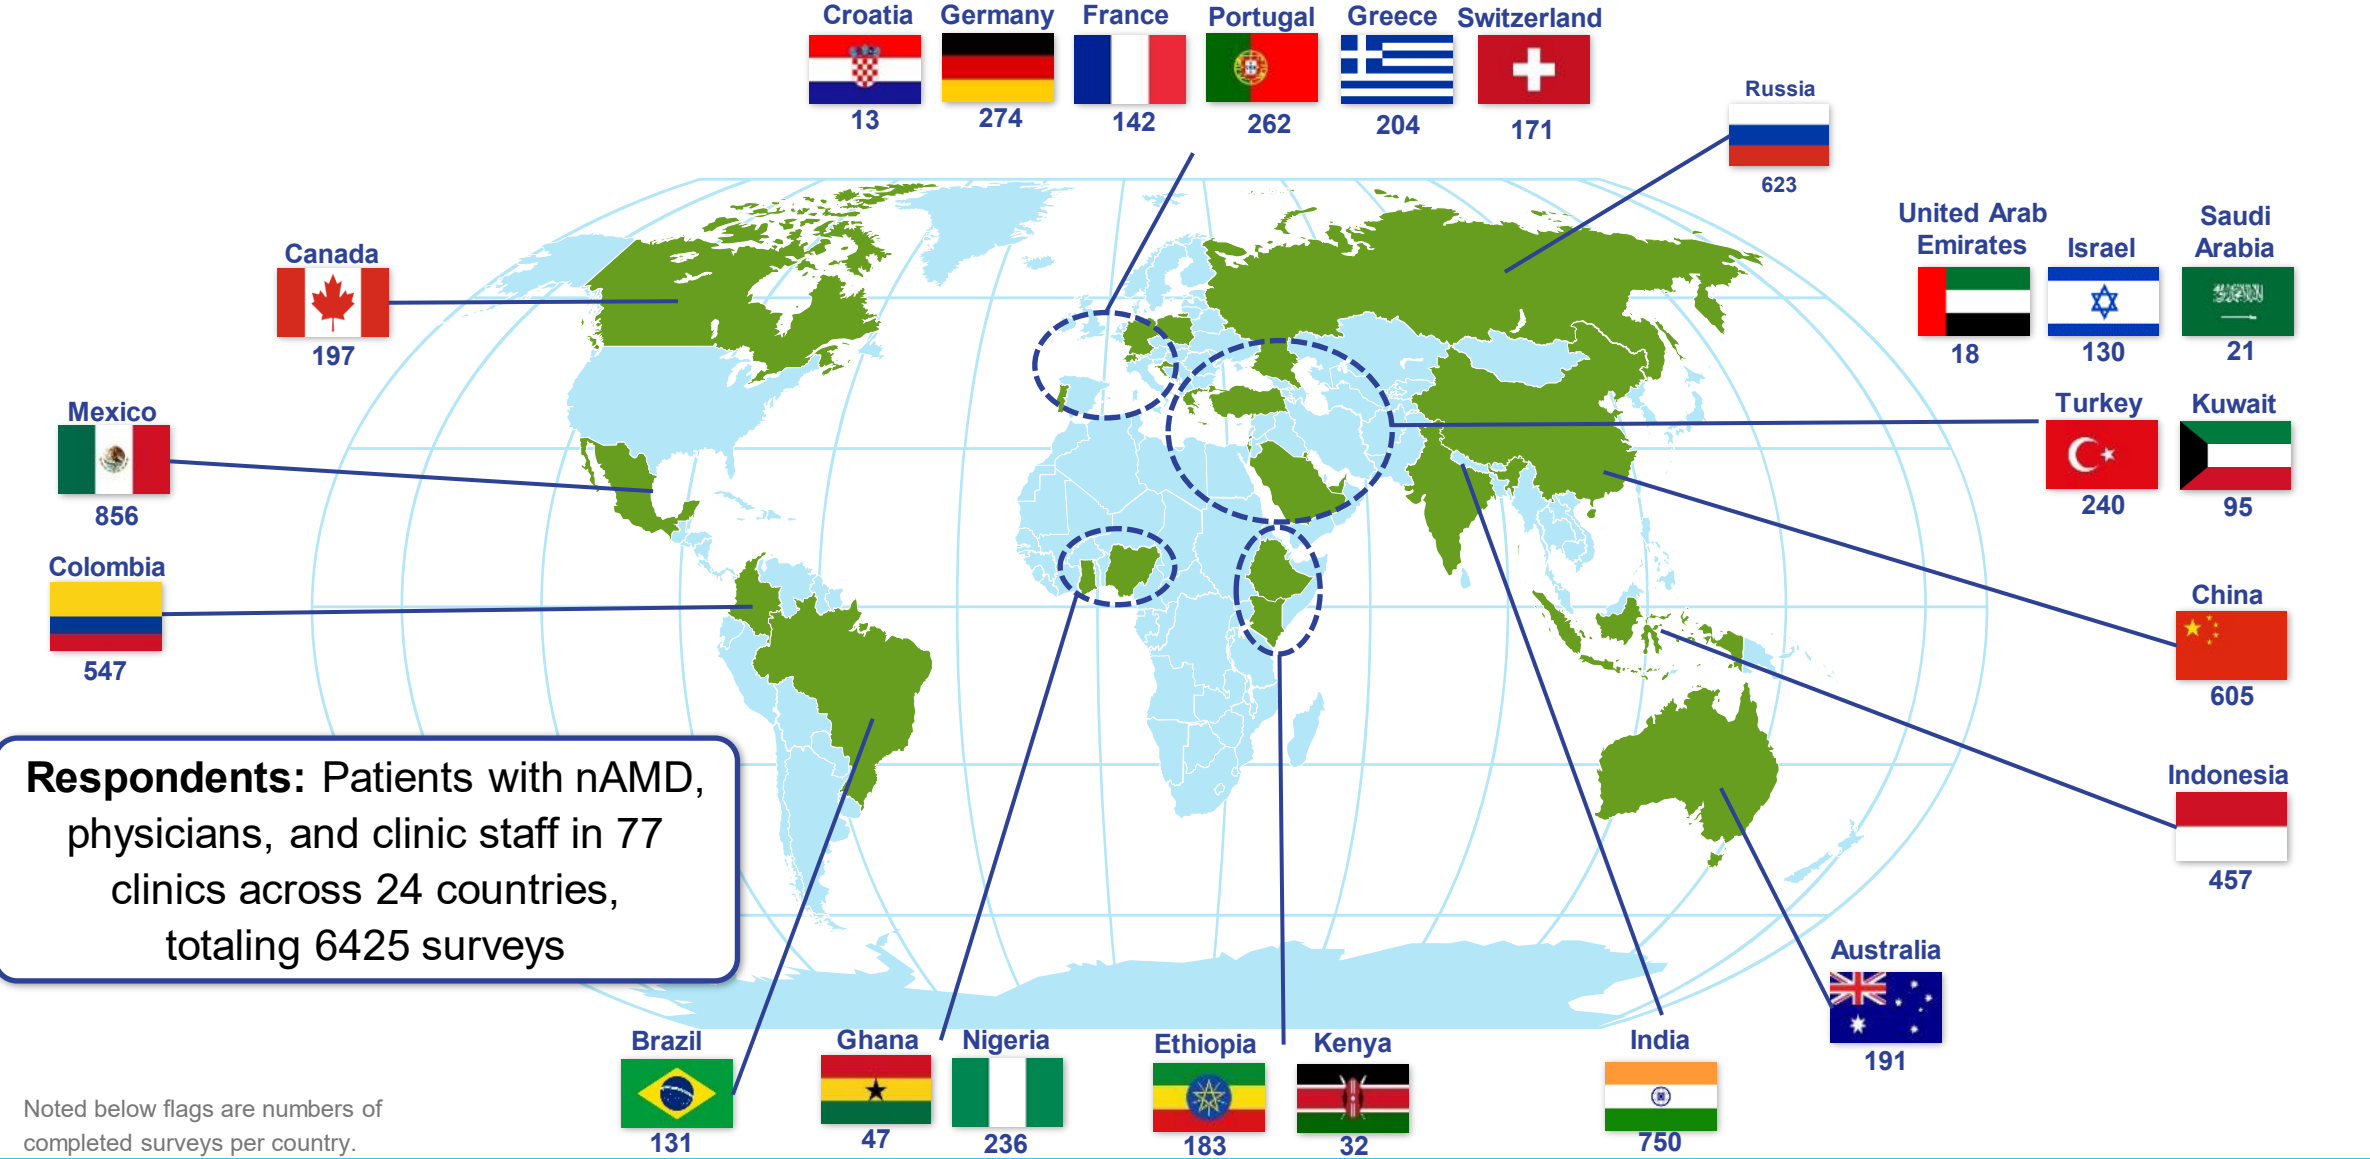 Croatia
13
Germany
274
France
142
Portugal
262
Greece
204
Switzerland
171
Russia
623
United Arab
Emirates
18
Israel
130
Saudi
Arabia
21
Turkey
240
Kuwait
95
Canada
197
Mexico
856
Colombia
547
China
605
Indonesia
457
Australia
191
Respondents: Patients with nAMD,
physicians, and clinic staff in 77
clinics across 24 countries,
totaling 6425 surveys
Brazil
131
Ghana
47
Nigeria
236
Ethiopia
183
Kenya
32
India
750
Noted below flags are numbers of
completed surveys per country.